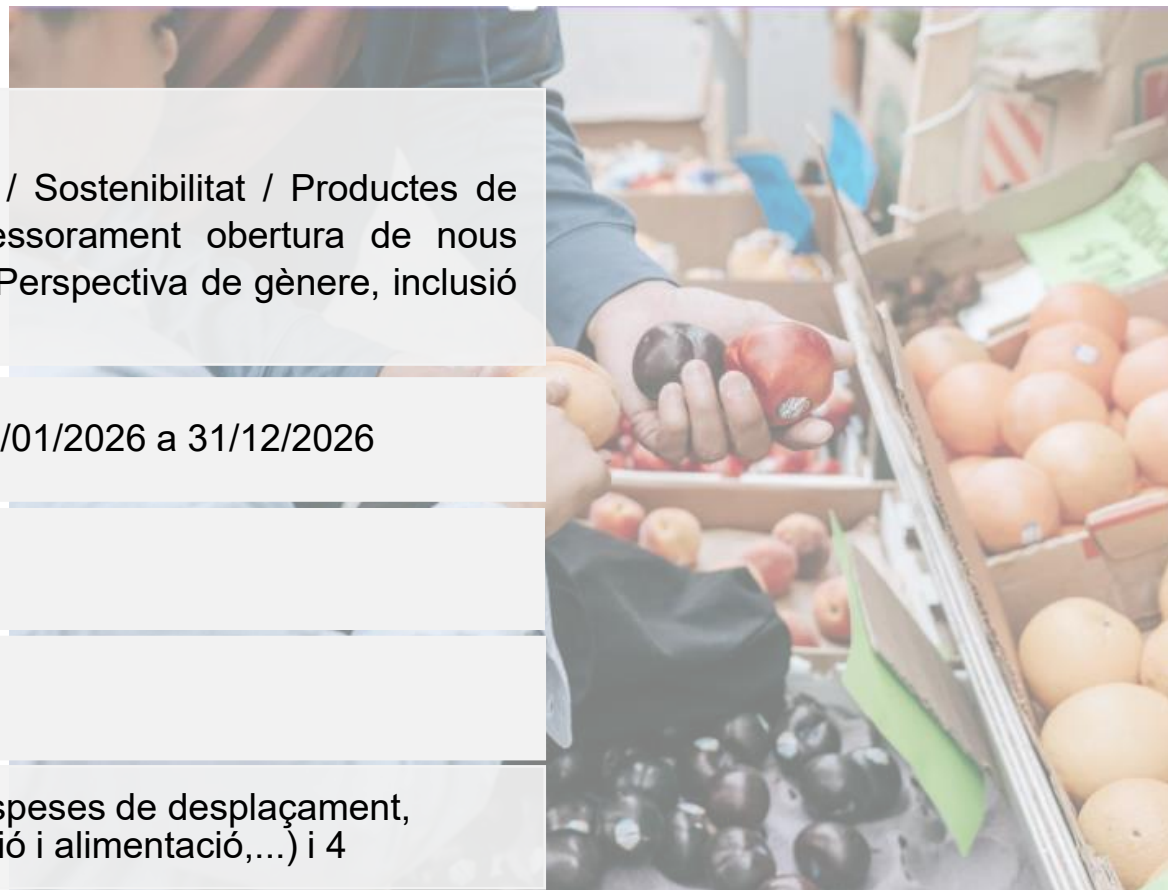 / Sostenibilitat / Productes de
essorament obertura de nous
Perspectiva de gènere, inclusió
/01/2026 a 31/12/2026
speses de desplaçament,
ió i alimentació,...) i 4